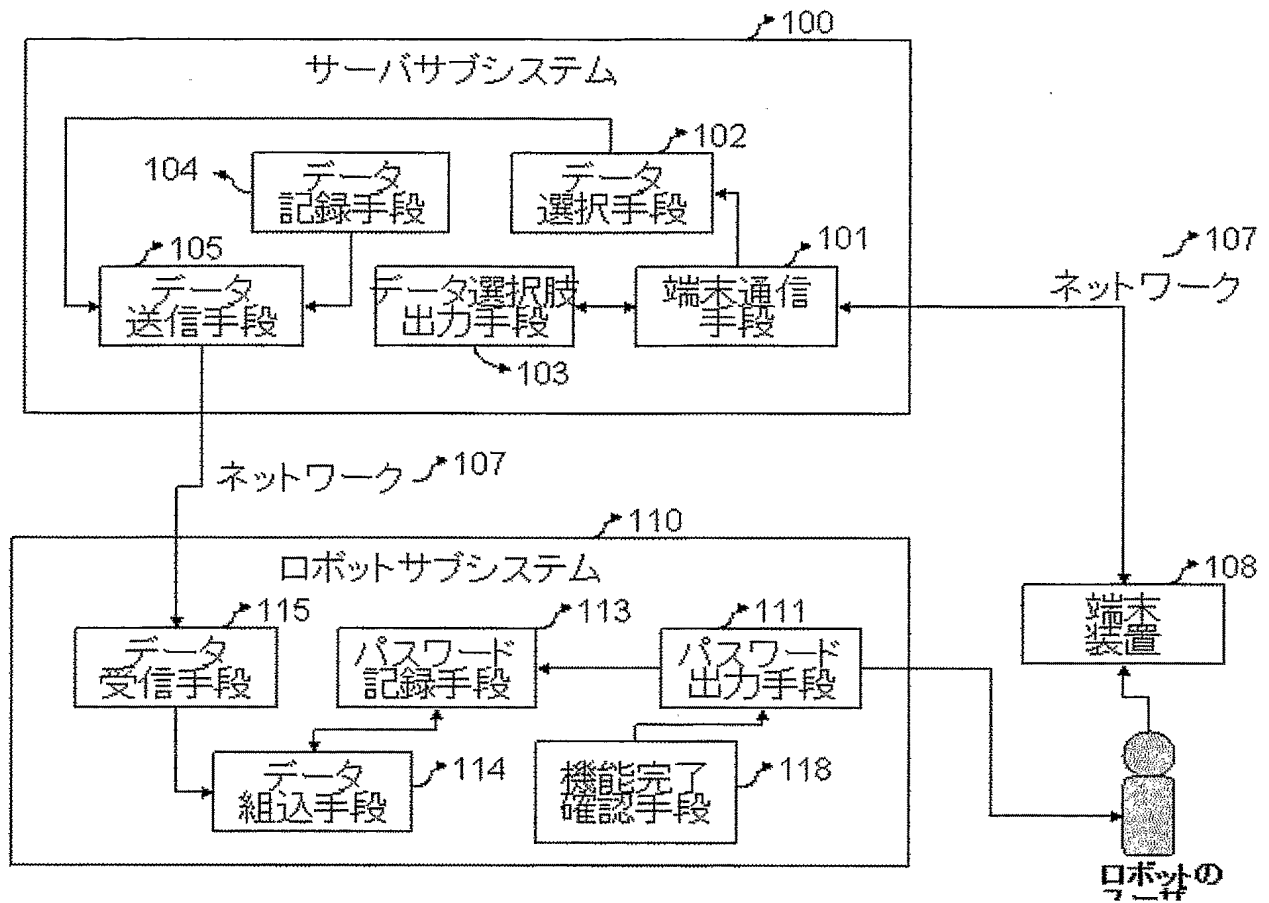 100
サーバサブシステム
102
104
データ
記録手段
データ
選択手段
107
ネットワーク
105
101
データ
送信手段
データ選択肢
出力手段
端末通信
手段
103
ネットワーク
107
110
ロボットサブシステム
108
端末
装置
115
113
111
データ
受信手段
パスワード
記録手段
パスワード
出力手段
データ
組込手段
114
機能完了
確認手段
118
ロボットの